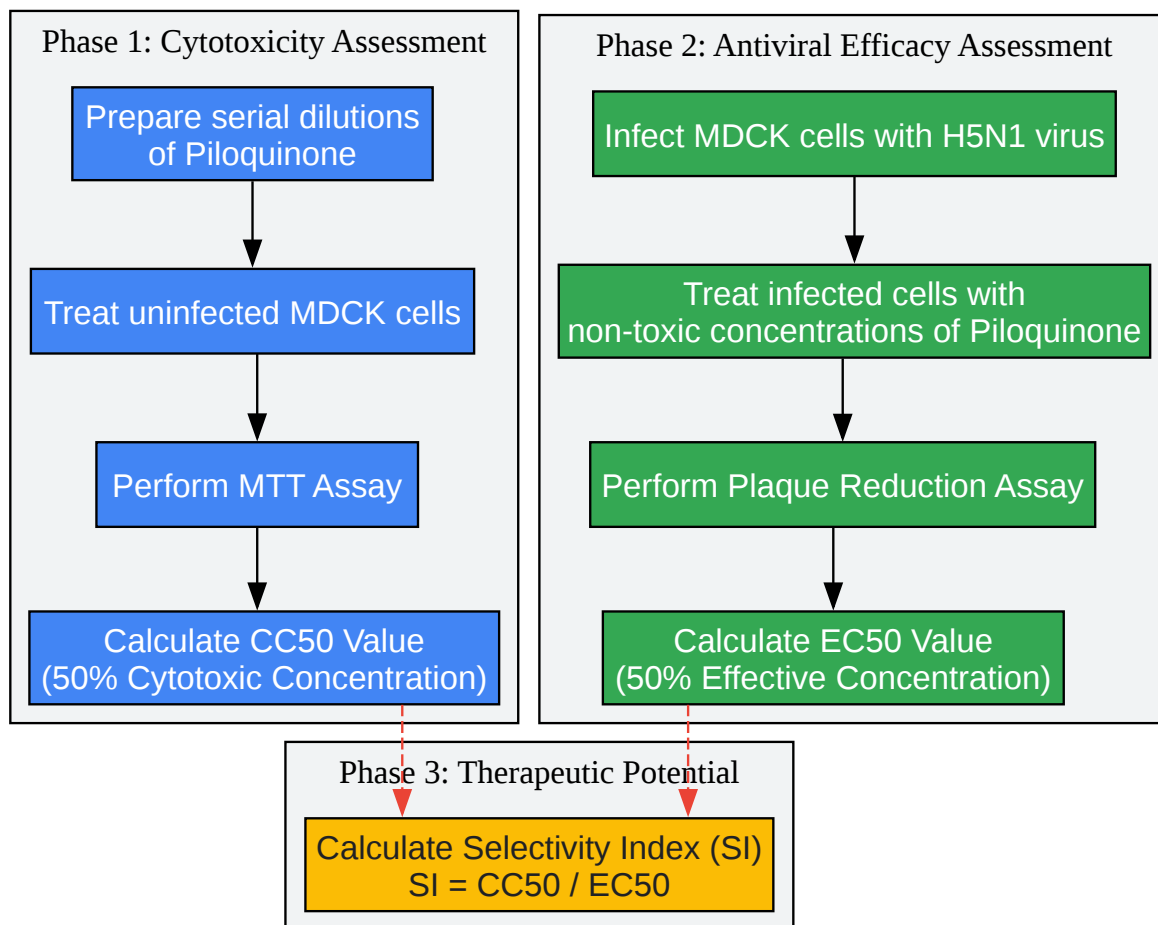 Phase 1: Cytotoxicity Assessment
Prepare serial dilutions
of Piloquinone
Treat uninfected MDCK cells
Perform MTT Assay
Calculate CC50 Value
(50% Cytotoxic Concentration)
Phase 2: Antiviral Efficacy Assessment
Infect MDCK cells with H5N1 virus
Treat infected cells with
non-toxic concentrations of Piloquinone
Perform Plaque Reduction Assay
Calculate EC50 Value
(50% Effective Concentration)
Phase 3: Therapeutic Potential
Calculate Selectivity Index (SI)
SI = CC50 / EC50